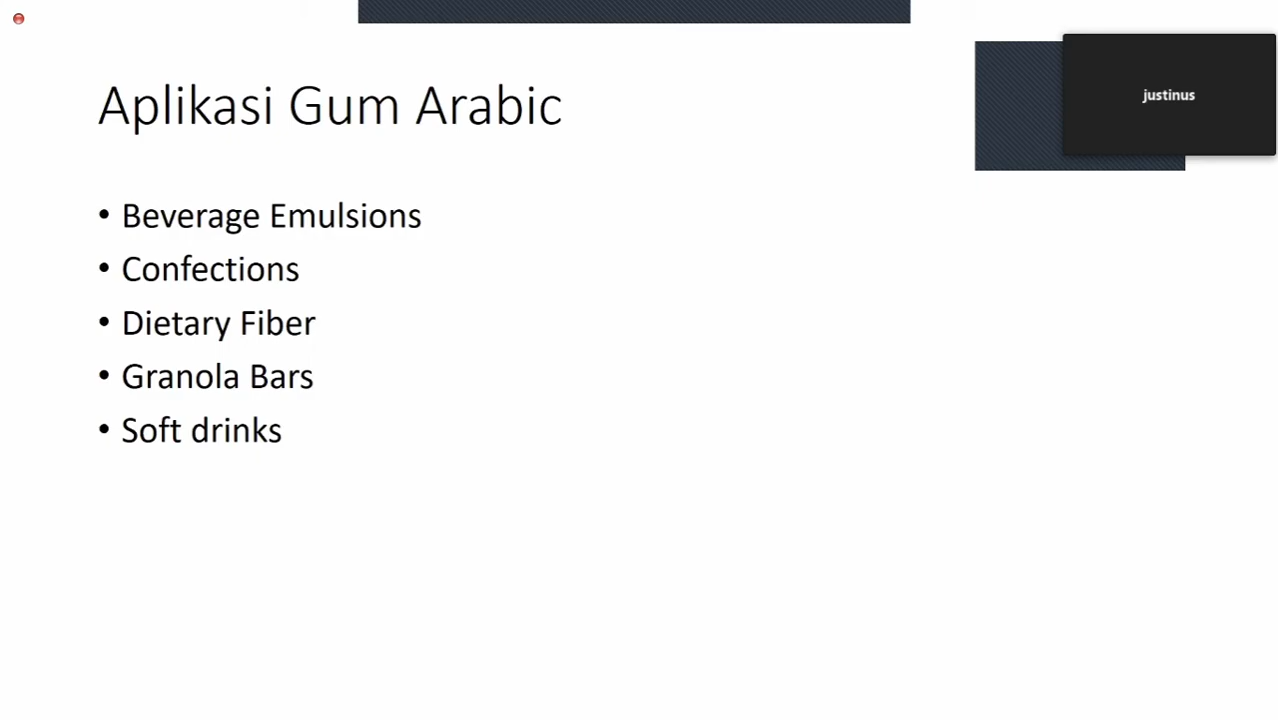 Aplikasi Gum Arabic
justinus
• Beverage Emulsions
• Confections
• Dietary Fiber
• Granola Bars
• Soft drinks